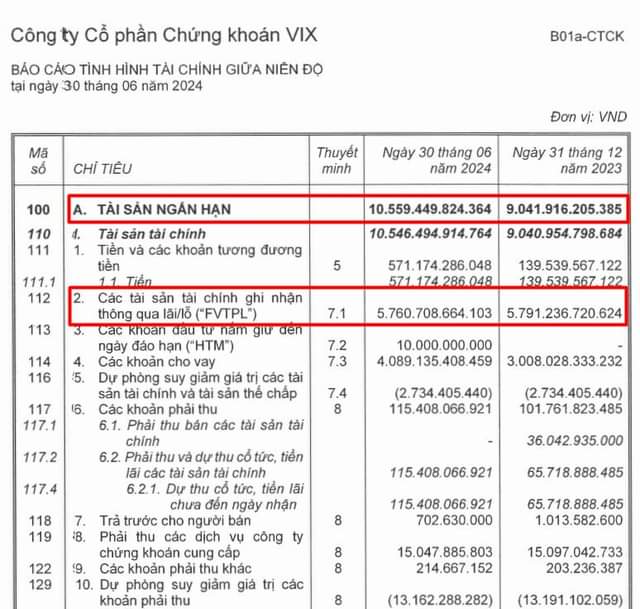 Công ty Cổ phần Chứng khoán VIX B01a-CTCK
BÁO CÁO TÌNH HÌNH TÀI CHÍNH GIỮA NIÊN ĐỘ
tại ngày 30 tháng 06 năm 2024
Đơn vị: VND
Mã số CHỈ TIÊU Thuyết minh Ngày 30 tháng 06 năm 2024 Ngày 31 tháng 12 năm 2023
100 A. TÀI SẢN NGẮN HẠN 10.559.449.824.364 9.041.916.205.385
110 Tài sản tài chính 10.546.494.914.764 9.040.954.798.684
111 1. Tiền và các khoản tương đương
tiền 5 571.174.286.048 139.539.567.122
111.1 1.1. Tiền 571.174.286.048 139.539.567.122
112 2. Các tài sản tài chính ghi nhận
thông qua lãi/lỗ ("FVTPL") 7.1 5.760.708.664.103 5.791.236.720.624
113 3. Các khoản đầu tư nắm giữ đến
ngày đáo hạn ("HTM") 7.2 10.000.000.000 -
114 4. Các khoản cho vay 7.3 4.089.135.408.459 3.008.028.333.232
116 5. Dự phòng suy giảm giá trị các tài
sản tài chính và tài sản thế chấp 7.4 (2.734.405.440) (2.734.405.440)
117 6. Các khoản phải thu 8 115.408.066.921 101.761.823.485
117.1 6.1. Phải thu bán các tài sản tài
chính - 36.042.935.000
117.2 6.2. Phải thu và dự thu cổ tức, tiền
lãi các tài sản tài chính 115.408.066.921 65.718.888.485
117.4 6.2.1. Dự thu cổ tức, tiền lãi
chưa đến ngày nhận 115.408.066.921 65.718.888.485
118 7. Trả trước cho người bán 8 702.630.000 1.013.582.600
119 8. Phải thu các dịch vụ công ty
chứng khoán cung cấp 8 15.047.885.803 15.097.042.733
122 9. Các khoản phải thu khác 8 214.667.152 203.236.387
129 10. Dự phòng suy giảm giá trị các
khoản phải thu 8 (13.162.288.282) (13.191.102.059)